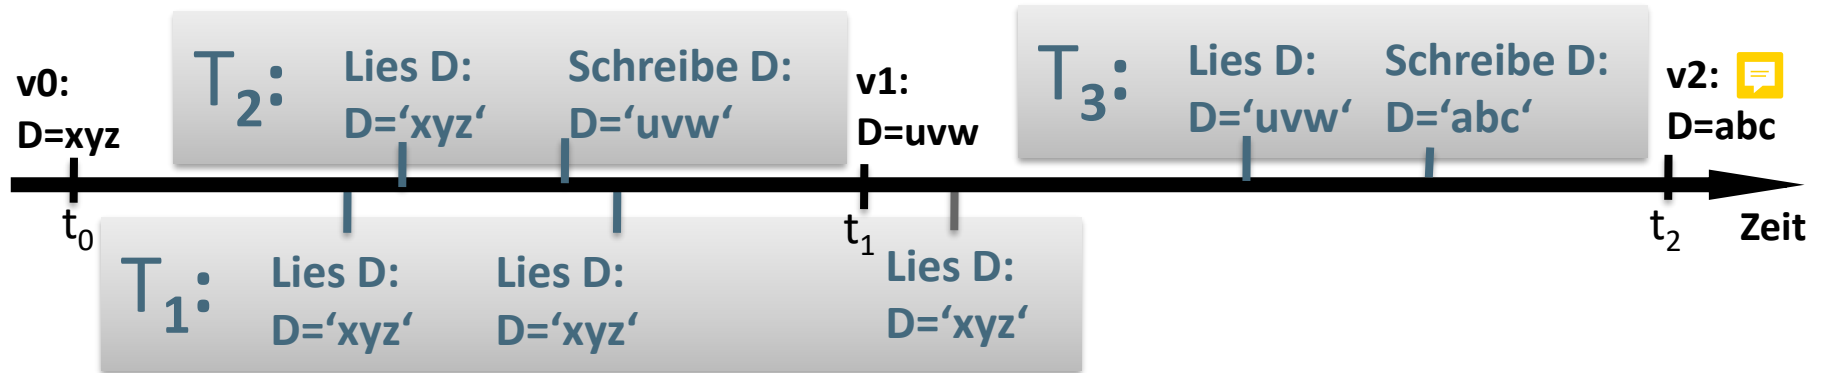 v0:
D=xyz
T2:
Lies D:
D=‘xyz‘
Schreibe D:
D=‘uvw‘
v1:
D=uvw
T3:
Lies D:
D=‘uvw‘
Schreibe D:
D=‘abc‘
v2:
D=abc
t0
t1
t2
Zeit
T1:
Lies D:
D=‘xyz‘
Lies D:
D=‘xyz‘
Lies D:
D=‘xyz‘